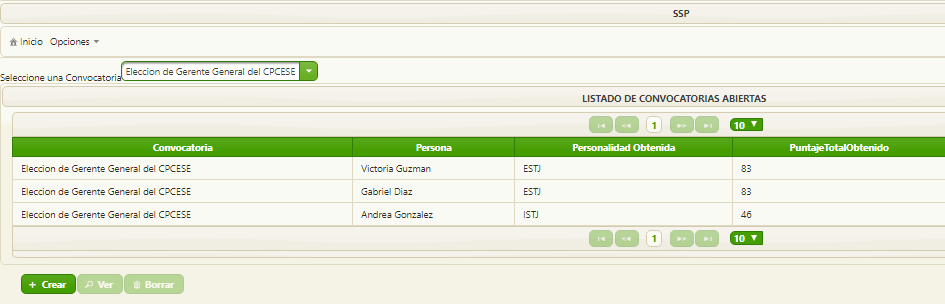 SSP
Inicio Opciones
Seleccione una Convocatoria Eleccion de Gerente General del CPCESE
LISTADO DE CONVOCATORIAS ABIERTAS
1 10
Convocatoria Persona Personalidad Obtenida PuntajeTotalObtenido
Eleccion de Gerente General del CPCESE Victoria Guzman ESTJ 83
Eleccion de Gerente General del CPCESE Gabriel Diaz ESTJ 83
Eleccion de Gerente General del CPCESE Andrea Gonzalez ISTJ 46
1 10
+ Crear Ver Borrar